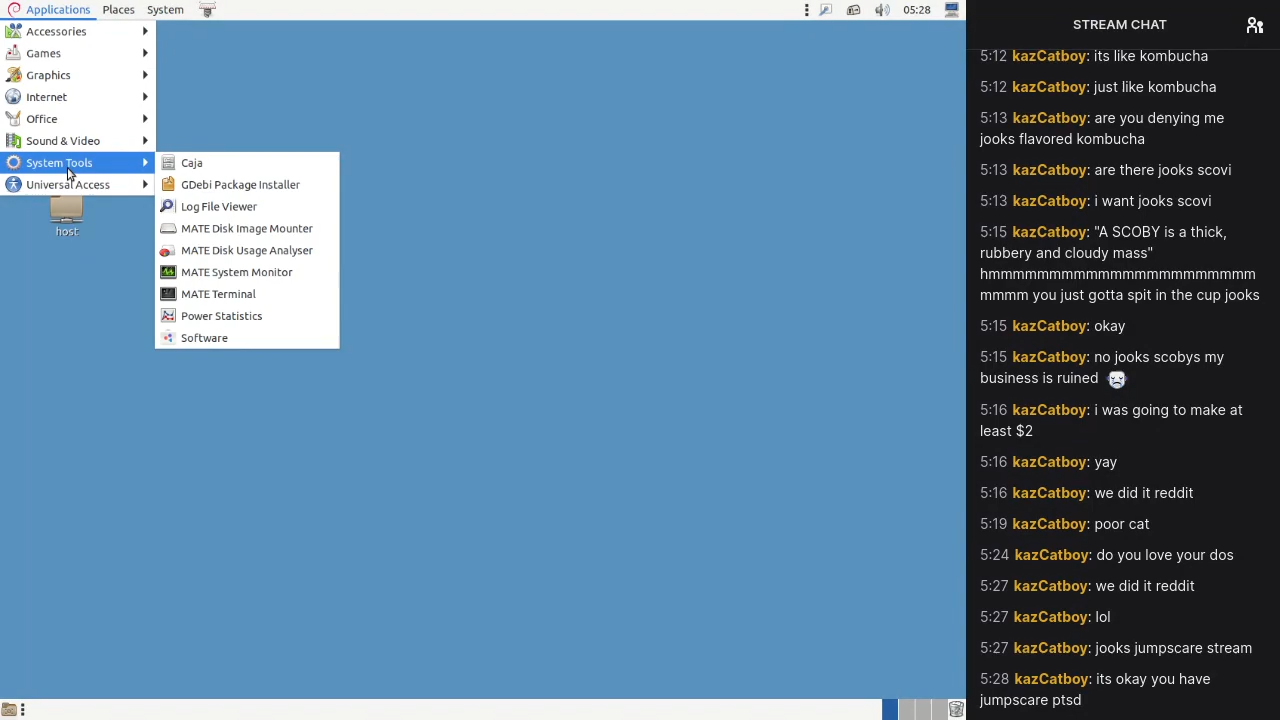 Applications Places System 05:28
Accessories
Games
Graphics
Internet
Office
Sound & Video
System Tools
Universal Access
Caja
GDebi Package Installer
Log File Viewer
MATE Disk Image Mounter
MATE Disk Usage Analyser
MATE System Monitor
MATE Terminal
Power Statistics
Software
host
STREAM CHAT
5:12 kazCatboy: its like kombucha
5:12 kazCatboy: just like kombucha
5:13 kazCatboy: are you denying me
jooks flavored kombucha
5:13 kazCatboy: are there jooks scovi
5:13 kazCatboy: i want jooks scovi
5:15 kazCatboy: "A SCOBY is a thick,
rubbery and cloudy mass"
hmmmmmmmmmmmmmmmmmmmmmm
mmmm you just gotta spit in the cup jooks
5:15 kazCatboy: okay
5:15 kazCatboy: no jooks scobys my
business is ruined
5:16 kazCatboy: i was going to make at
least $2
5:16 kazCatboy: yay
5:16 kazCatboy: we did it reddit
5:19 kazCatboy: poor cat
5:24 kazCatboy: do you love your dos
5:27 kazCatboy: we did it reddit
5:27 kazCatboy: lol
5:27 kazCatboy: jooks jumpscare stream
5:28 kazCatboy: its okay you have
jumpscare ptsd